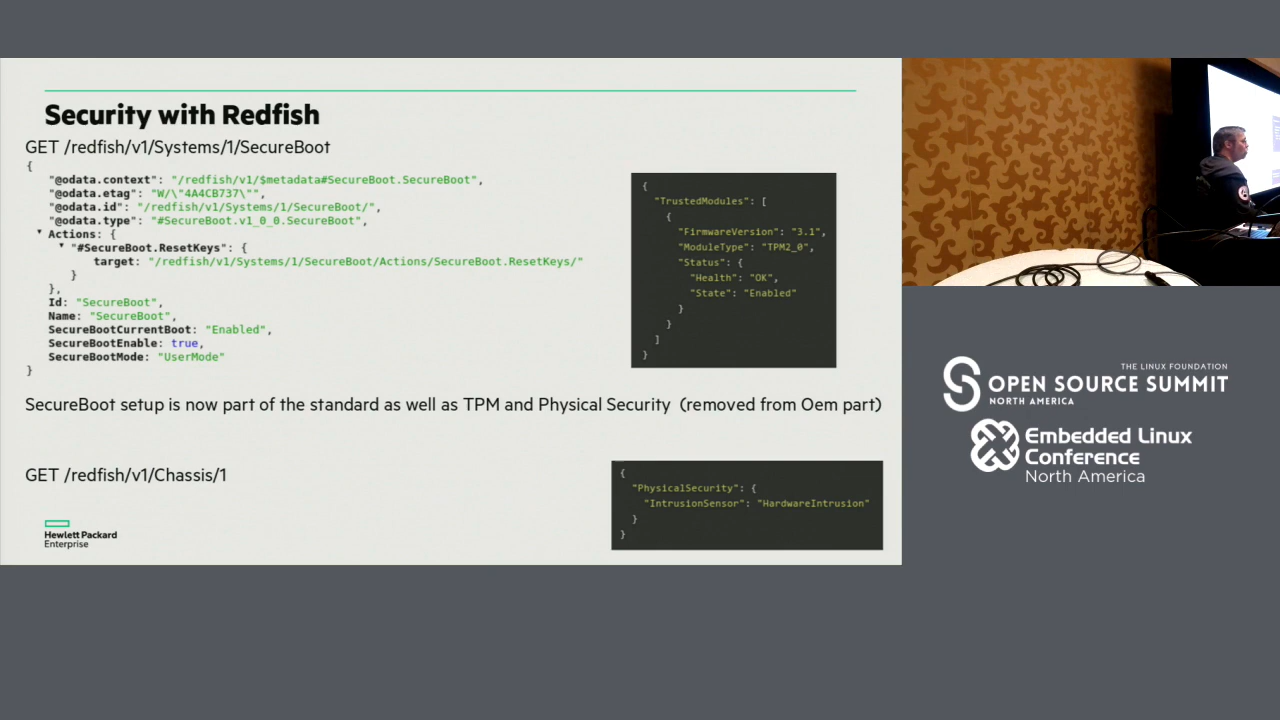 Security with Redfish
GET /redfish/v1/Systems/1/SecureBoot
{
"@odata.context": "/redfish/v1/$metadata#SecureBoot.SecureBoot",
"@odata.etag": "W/\"4A4CB737\"",
"@odata.id": "/redfish/v1/Systems/1/SecureBoot/",
"@odata.type": "#SecureBoot.v1_0_0.SecureBoot",
Actions: {
"#SecureBoot.ResetKeys": {
target: "/redfish/v1/Systems/1/SecureBoot/Actions/SecureBoot.ResetKeys/"
}
},
Id: "SecureBoot",
Name: "SecureBoot",
SecureBootCurrentBoot: "Enabled",
SecureBootEnable: true,
SecureBootMode: "UserMode"
}
{
"TrustedModules": [
{
"FirmwareVersion": "3.1",
"ModuleType": "TPM2_0",
"Status": {
"Health": "OK",
"State": "Enabled"
}
}
]
}
SecureBoot setup is now part of the standard as well as TPM and Physical Security (removed from Oem part)
GET /redfish/v1/Chassis/1
{
"PhysicalSecurity": {
"IntrusionSensor": "HardwareIntrusion"
}
}
Hewlett Packard
Enterprise
THE LINUX FOUNDATION
OPEN SOURCE SUMMIT
NORTH AMERICA
Embedded Linux
Conference
North America